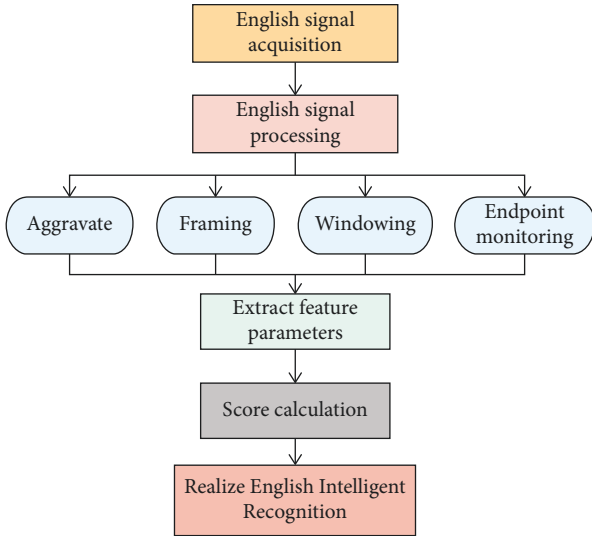 English signal
acquisition
English signal
processing
Aggravate
Framing
Windowing
Endpoint
monitoring
Extract feature
parameters
Score calculation
Realize English Intelligent
Recognition